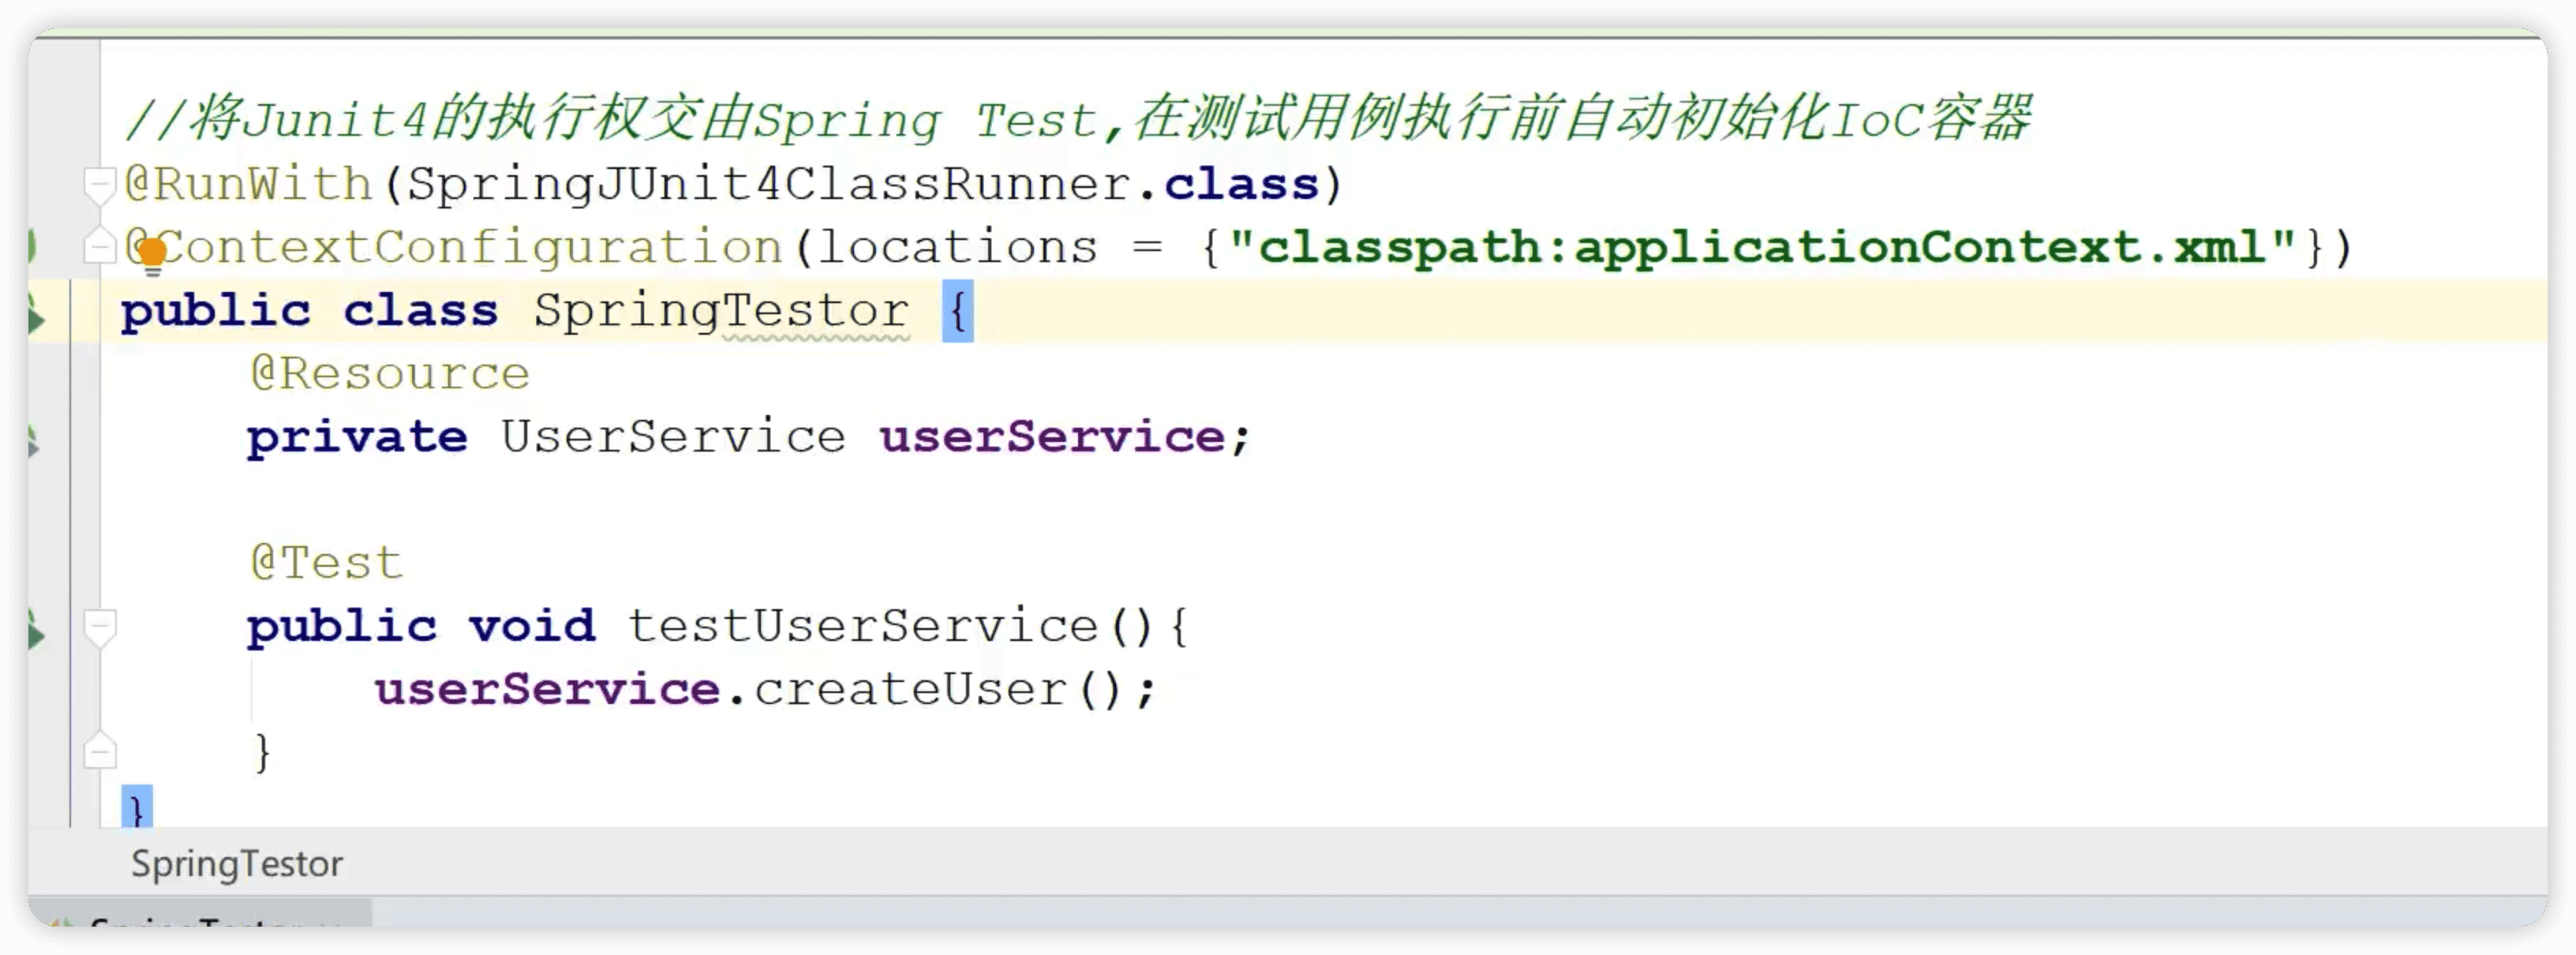 //将Junit4的执行权交由Spring Test,在测试用例执行前自动初始化IoC容器
@RunWith(SpringJUnit4ClassRunner.class)
@ContextConfiguration(locations = {"classpath:applicationContext.xml"})
public class SpringTestor {
@Resource
private UserService userService;
@Test
public void testUserService(){
userService.createUser();
}
}
SpringTestor